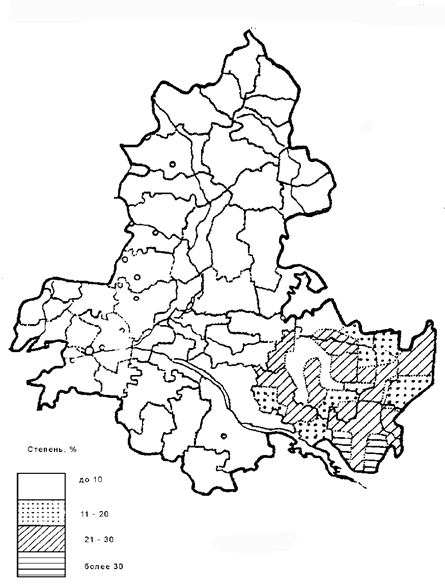 Степень, %
до 10
11 - 20
21 - 30
более 30